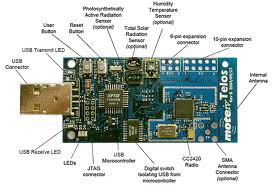 Photosynthetically
Active Radiation
Sensor
(optional)
Total Solar
Radiation Sensor
(optional)
Humidity
Temperature
Sensor
(optional)
User
Button
Reset
Button
6-pin expansion
connector
10-pin expansion
connector
USB Transmit LED
USB
Connector
Internal
Antenna
moteiv
Telos
USB Receive LED
LEDs
JTAG
connector
USB
Microcontroller
Digital switch
Isolating USB from
microcontroller
CC2420
Radio
SMA
Antenna
Connector
(optional)